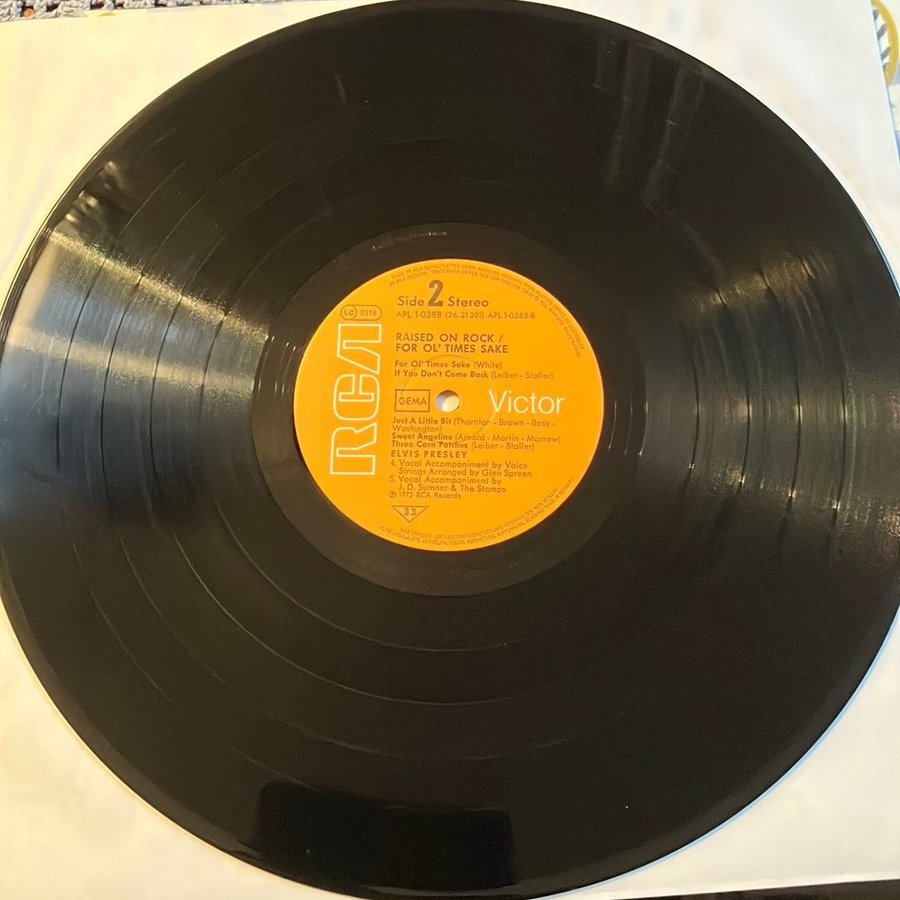 LC 0316
Side 2 Stereo
APL 1-0388 (26.21301) APL 1-0388-B
RAISED ON ROCK /
FOR OL' TIMES SAKE
For Ol' Times Sake (White)
If You Don't Come Back (Leiber - Stoller)
GEMA
Victor
RCA
Just A Little Bit (Thornton - Brown - Bass -
Washington)
Sweet Angeline (Arnold - Martin - Morrow)
Three Corn Patches (Leiber - Stoller)
ELVIS PRESLEY
4. Vocal Accompaniment by Voice
Strings Arranged by Glen Spreen
5. Vocal Accompaniment by
J. D. Sumner & The Stamps
℗ 1973 RCA Records
33